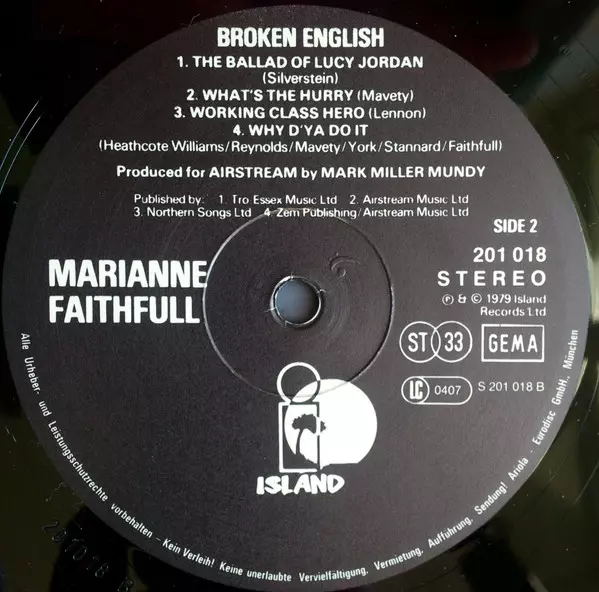 BROKEN ENGLISH
1. THE BALLAD OF LUCY JORDAN
(Silverstein)
2. WHAT'S THE HURRY (Mavety)
3. WORKING CLASS HERO (Lennon)
4. WHY D'YA DO IT
(Heathcote Williams/Reynolds/Mavety/York/Stannard/Faithfull)
Produced for AIRSTREAM by MARK MILLER MUNDY
Published by: 1. Tro Essex Music Ltd 2. Airstream Music Ltd
3. Northern Songs Ltd 4. Zem Publishing/Airstream Music Ltd
SIDE 2
201 018
STEREO
℗ & © 1979 Island
Records Ltd
MARIANNE
FAITHFULL
ST 33 GEMA
LC 0407 S 201 018 B
ISLAND
Alle Urheber- und Leistungsschutzrechte vorbehalten - Kein Verleih! Keine unerlaubte Vervielfältigung, Vermietung, Aufführung, Sendung! Ariola - Eurodisc GmbH., München
201018 B